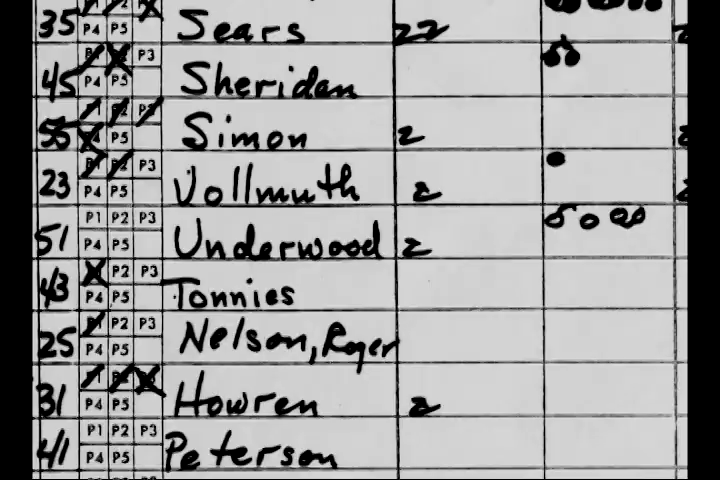 35 P4 P5 Sears 22
45 P3 P4 P5 Sheridan
55 P5 Simon 2
23 P3 P4 P5 Vollmuth 2
P1 P2 P3
51 P4 P5 Underwood 2
P2 P3
43 P4 P5 Tonnies
P1 P2 P3
25 P4 P5 Nelson, Roger
31 P4 P5 Howren 2
P1 P2 P3
41 P4 P5 Peterson